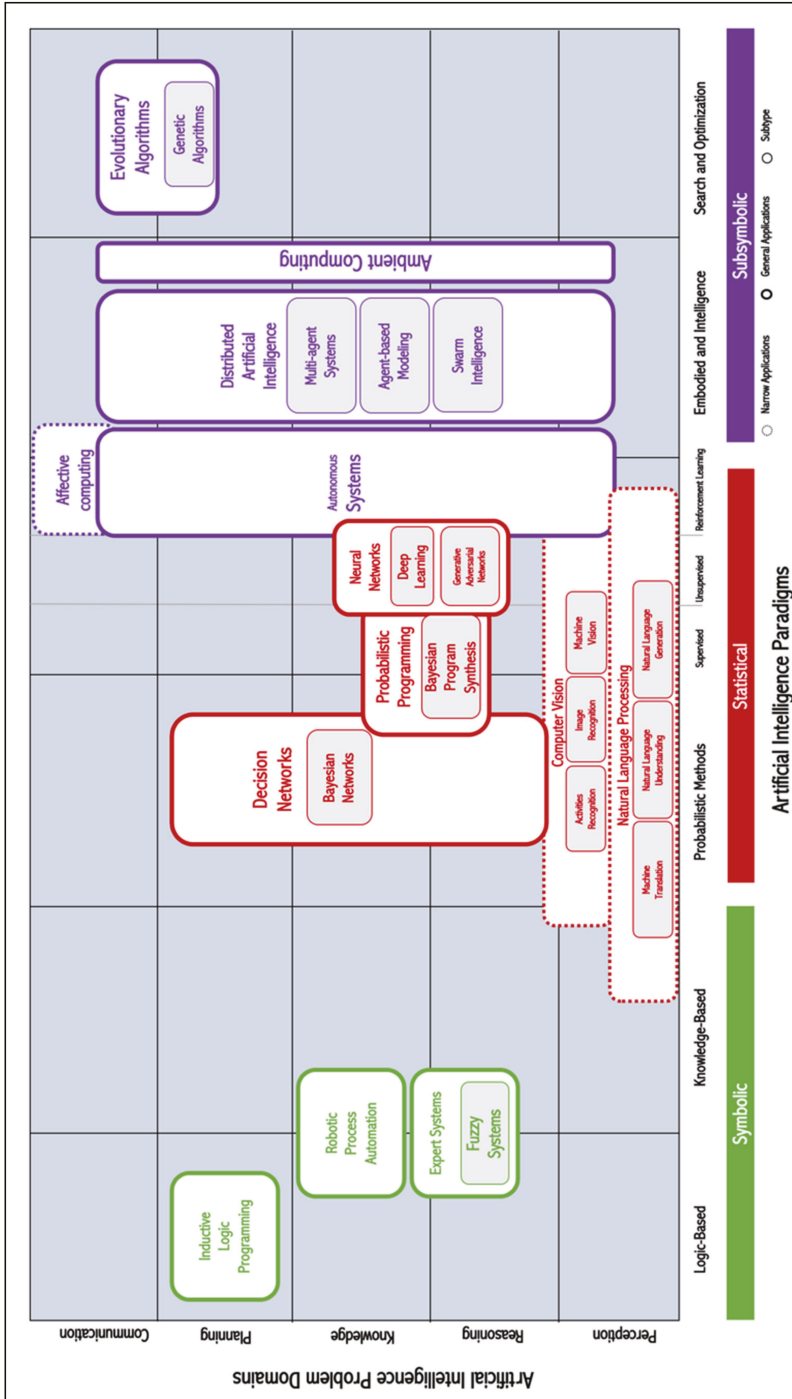 Artificial Intelligence Problem Domains
Communication
Planning
Knowledge
Reasoning
Perception
Inductive
Logic
Programming
Robotic
Process
Automation
Expert Systems
Fuzzy
Systems
Decision
Networks
Bayesian
Networks
Probabilistic
Programming
Bayesian
Program
Synthesis
Neural
Networks
Deep
Learning
Generative
Adversarial
Networks
Computer Vision
Activities
Recognition
Image
Recognition
Machine
Vision
Natural Language Processing
Machine
Translation
Natural Language
Understanding
Natural Language
Generation
Affective
computing
Autonomous
Systems
Distributed
Artificial
Intelligence
Multi-agent
Systems
Agent-based
Modeling
Swarm
Intelligence
Ambient Computing
Evolutionary
Algorithms
Genetic
Algorithms
Logic-Based
Knowledge-Based
Probabilistic Methods
Supervised
Unsupervised
Reinforcement Learning
Embodied and Intelligence
Search and Optimization
Symbolic
Statistical
Subsymbolic
Artificial Intelligence Paradigms
Narrow Applications
General Applications
Subtype